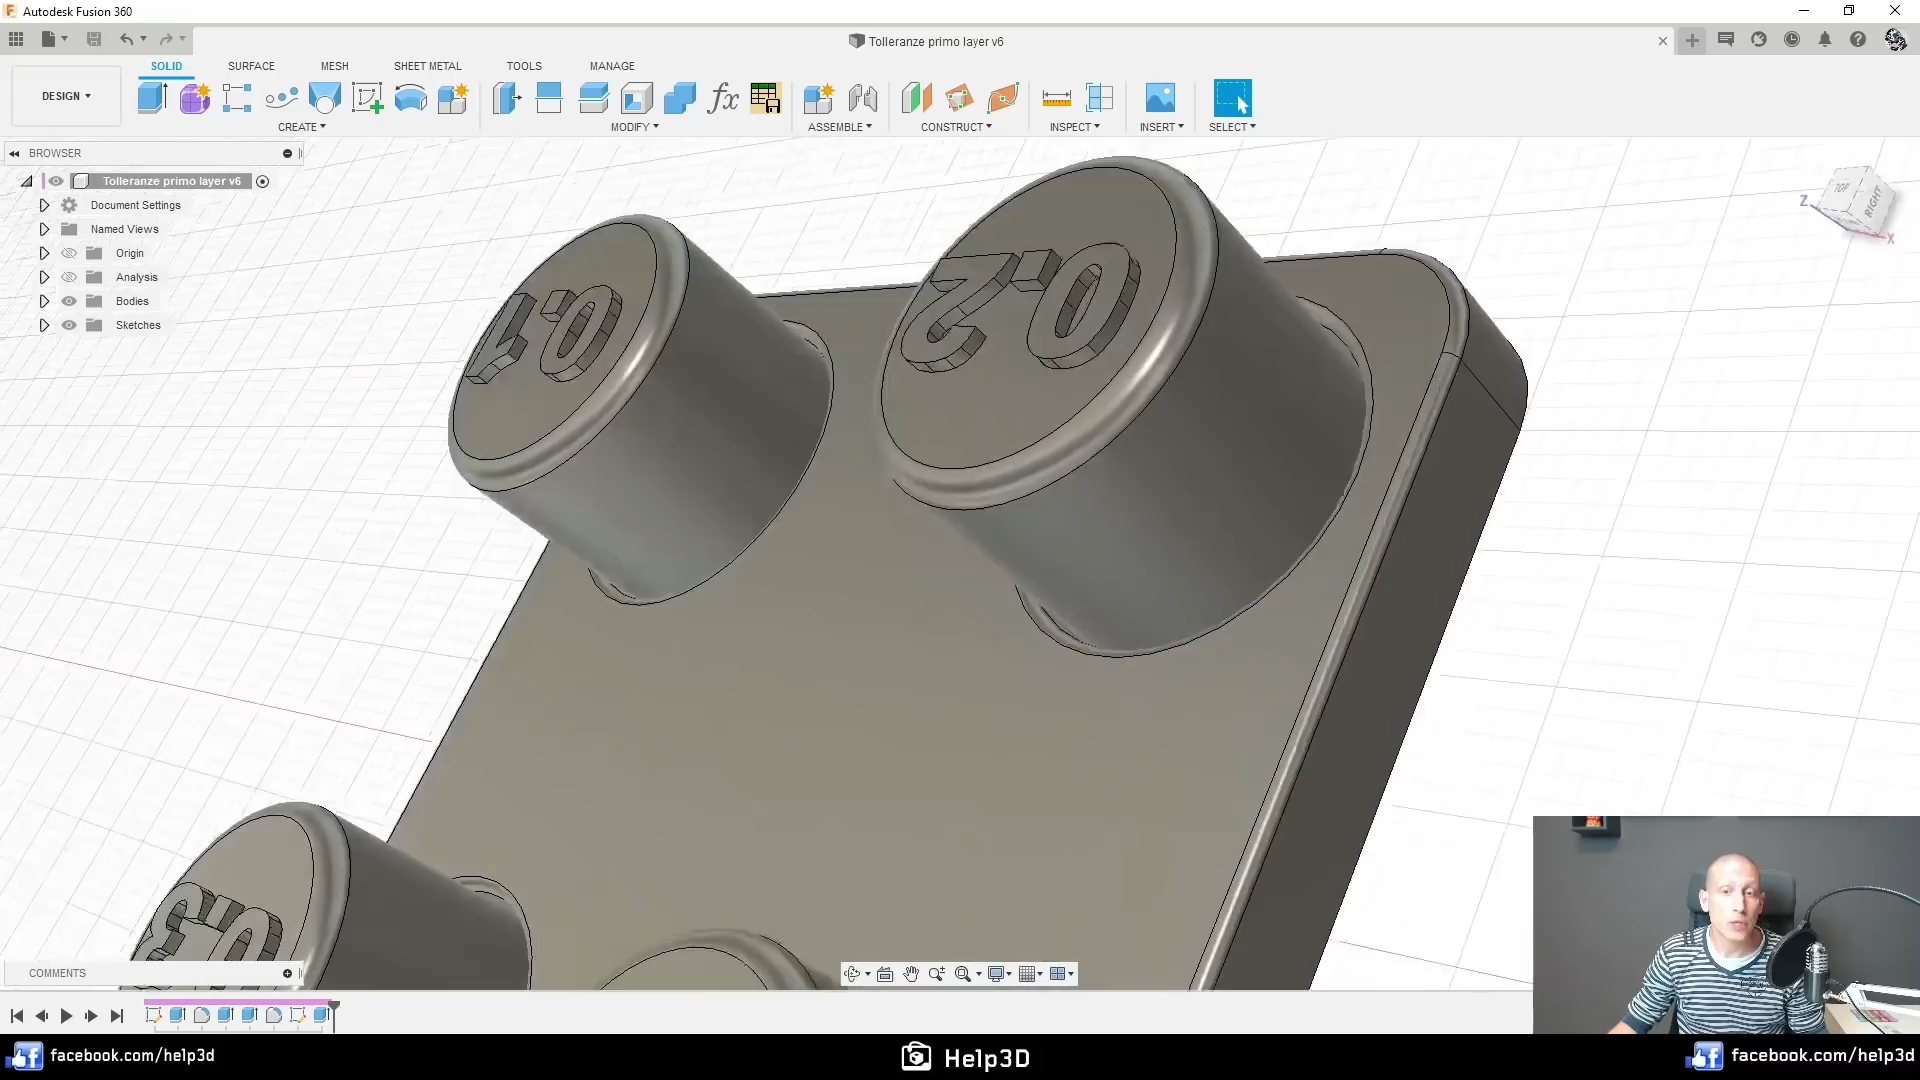 Autodesk Fusion 360
Tolleranze primo layer v6
SOLID SURFACE MESH SHEET METAL TOOLS MANAGE
DESIGN
CREATE MODIFY ASSEMBLE CONSTRUCT INSPECT INSERT SELECT
BROWSER
Tolleranze primo layer v6
Document Settings
Named Views
Origin
Analysis
Bodies
Sketches
TOP
RIGHT
Z
X
0.1
0.2
0.3
COMMENTS
facebook.com/help3d
Help3D
facebook.com/help3d